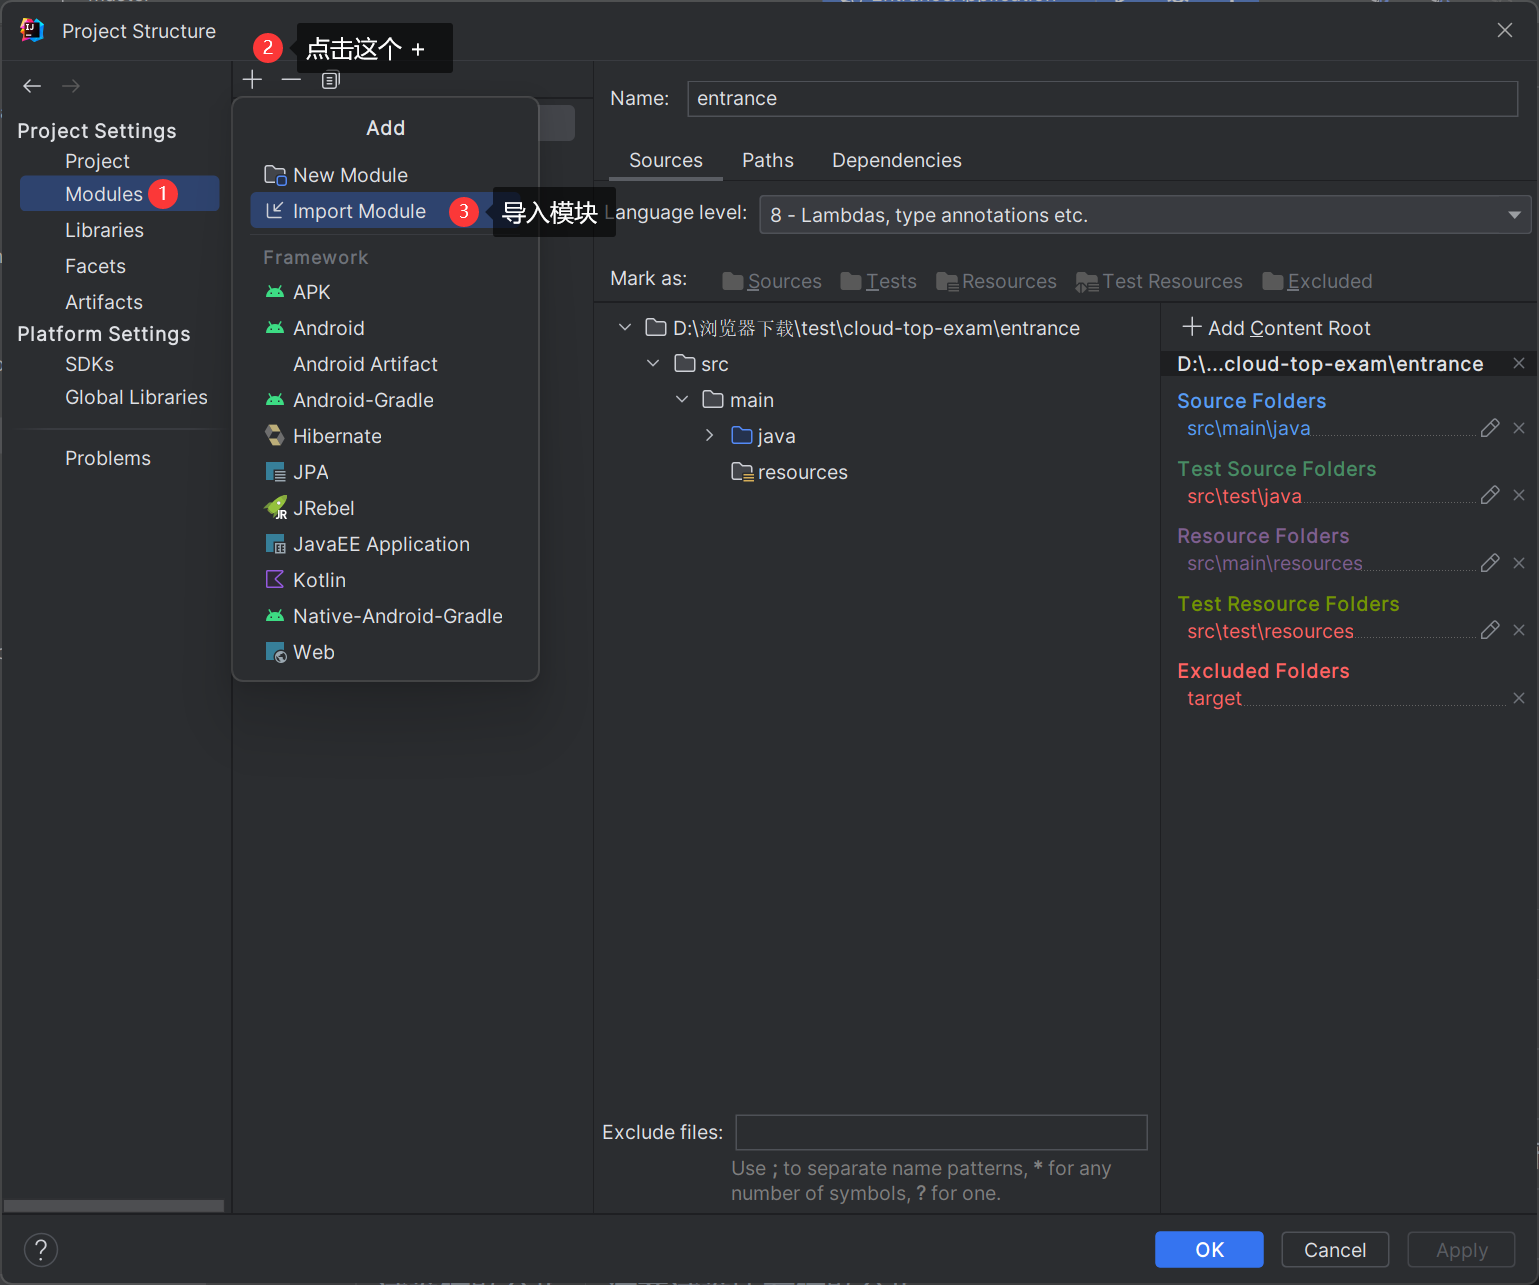 Project Structure
2
点击这个 +
Project Settings
Project
Modules 1
Libraries
Facets
Artifacts
Platform Settings
SDKs
Global Libraries
Problems
Add
New Module
Import Module 3 导入模块
Framework
APK
Android
Android Artifact
Android-Gradle
Hibernate
JPA
JRebel
JavaEE Application
Kotlin
Native-Android-Gradle
Web
Name: entrance
Sources Paths Dependencies
Language level: 8 - Lambdas, type annotations etc.
Mark as: Sources Tests Resources Test Resources Excluded
D:\浏览器下载\test\cloud-top-exam\entrance
src
main
java
resources
Add Content Root
D:\...cloud-top-exam\entrance
Source Folders
src\main\java
Test Source Folders
src\test\java
Resource Folders
src\main\resources
Test Resource Folders
src\test\resources
Excluded Folders
target
Exclude files:
Use ; to separate name patterns, * for any
number of symbols, ? for one.
?
OK Cancel Apply